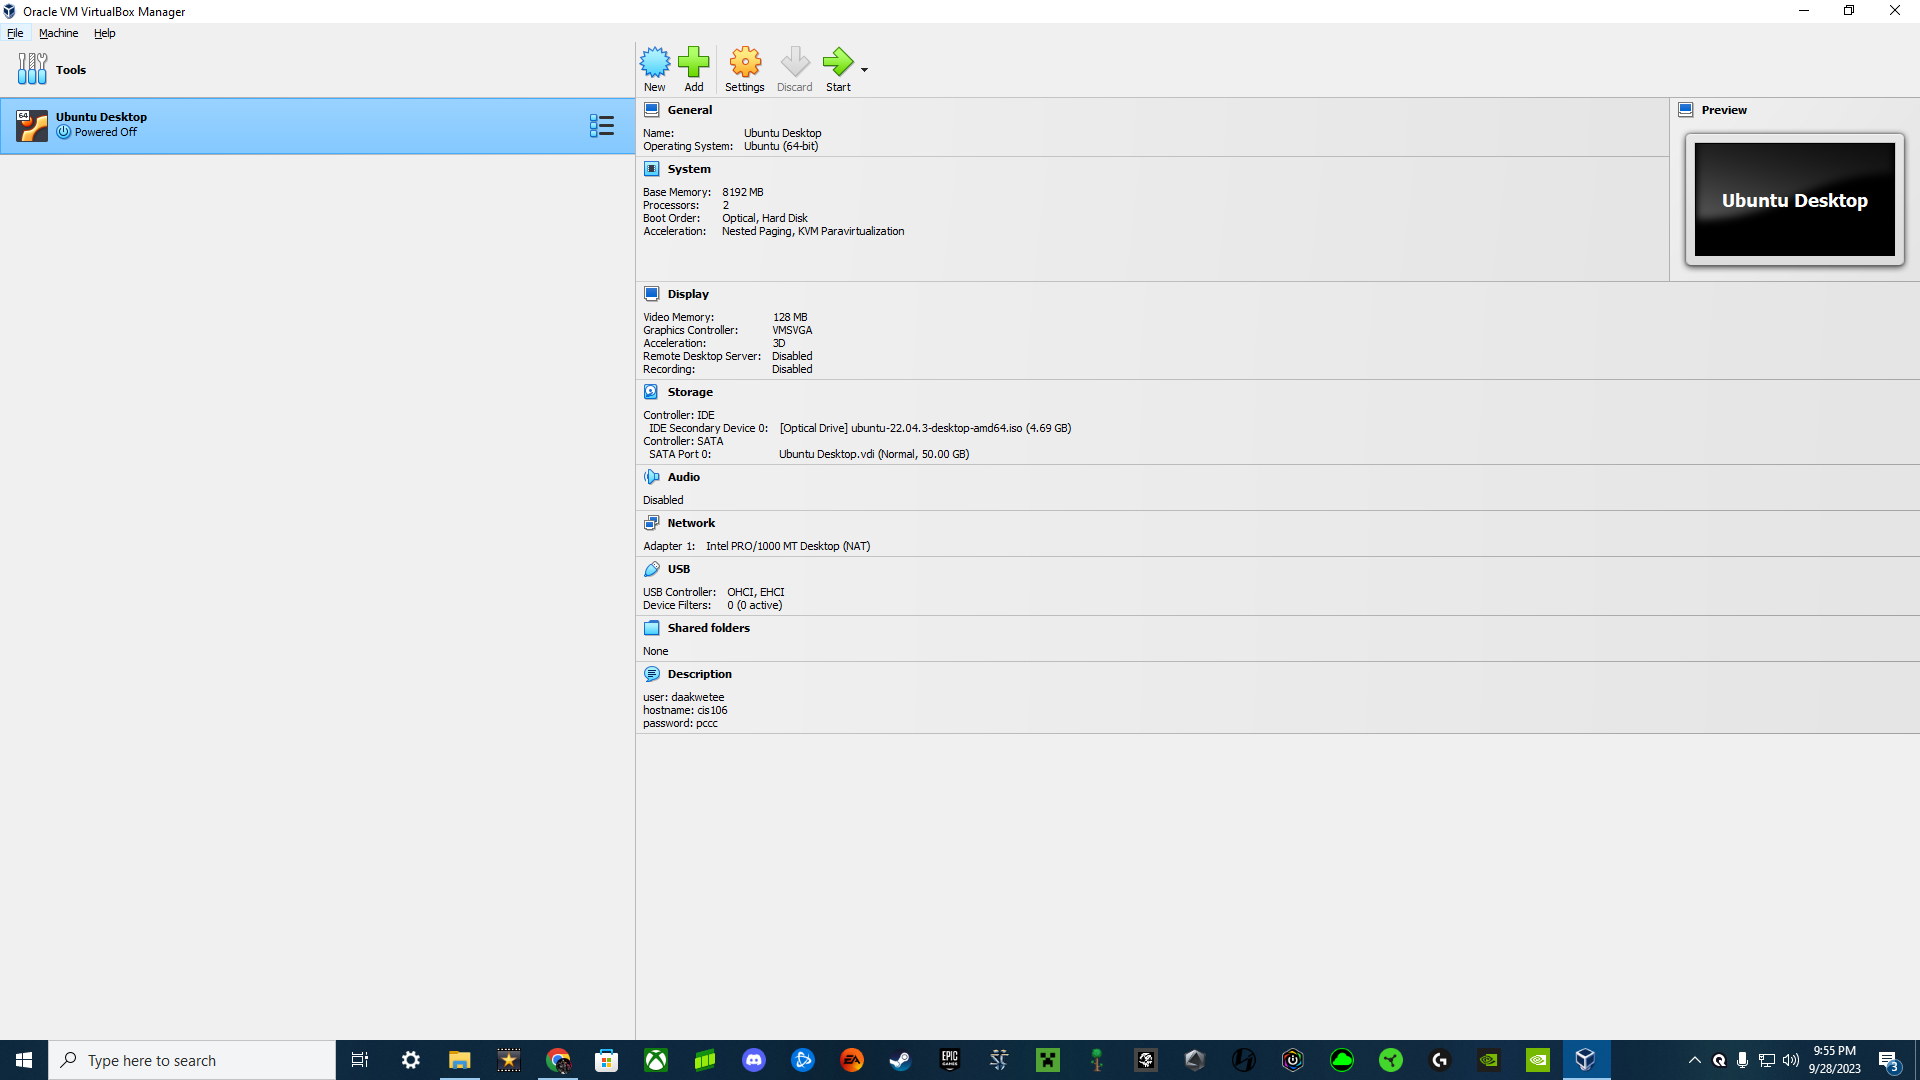 Oracle VM VirtualBox Manager
File Machine Help
Tools
New Add Settings Discard Start
64
Ubuntu Desktop
Powered Off
General
Name: Ubuntu Desktop
Operating System: Ubuntu (64-bit)
System
Base Memory: 8192 MB
Processors: 2
Boot Order: Optical, Hard Disk
Acceleration: Nested Paging, KVM Paravirtualization
Preview
Ubuntu Desktop
Display
Video Memory: 128 MB
Graphics Controller: VMSVGA
Acceleration: 3D
Remote Desktop Server: Disabled
Recording: Disabled
Storage
Controller: IDE
IDE Secondary Device 0: [Optical Drive] ubuntu-22.04.3-desktop-amd64.iso (4.69 GB)
Controller: SATA
SATA Port 0: Ubuntu Desktop.vdi (Normal, 50.00 GB)
Audio
Disabled
Network
Adapter 1: Intel PRO/1000 MT Desktop (NAT)
USB
USB Controller: OHCI, EHCI
Device Filters: 0 (0 active)
Shared folders
None
Description
user: daakwetee
hostname: cis106
password: pccc
Type here to search
EA
EPIC GAMES
9:55 PM
9/28/2023
3